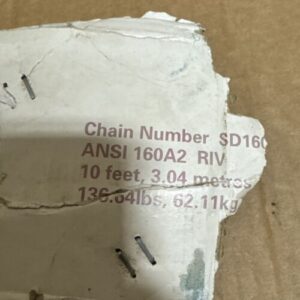 Chain Number SD160
ANSI 160A2 RIV
10 feet, 3.04 metres
136.64lbs, 62.11kg